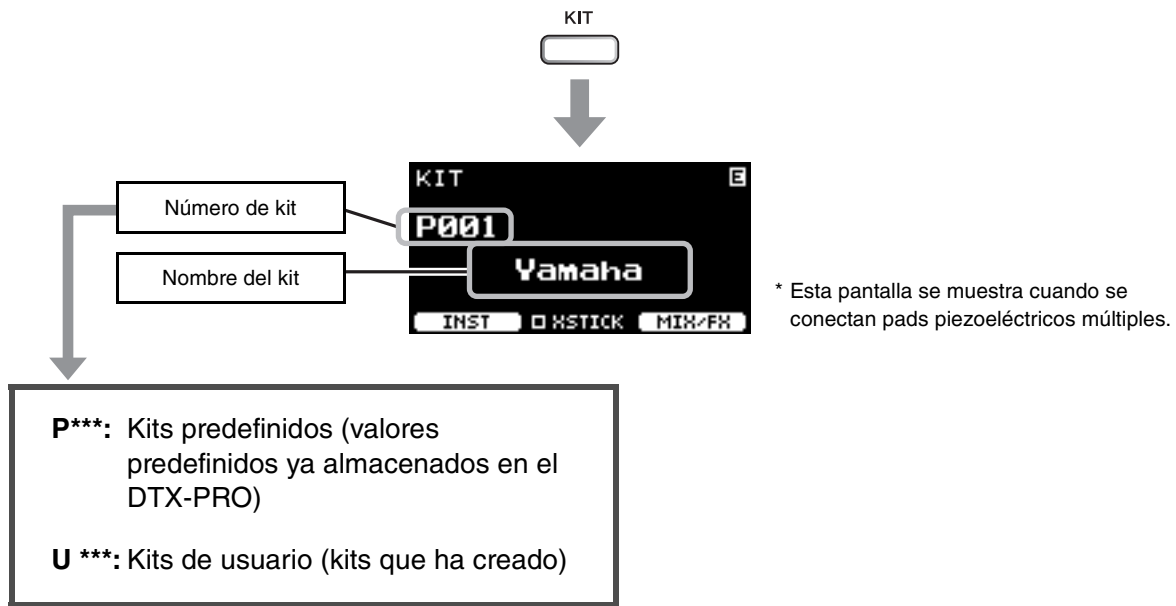 KIT
KIT E
P001
Yamaha
INST XSTICK MIX/FX
Número de kit
Nombre del kit
* Esta pantalla se muestra cuando se
conectan pads piezoeléctricos múltiples.
P***: Kits predefinidos (valores
predefinidos ya almacenados en el
DTX-PRO)
U ***: Kits de usuario (kits que ha creado)